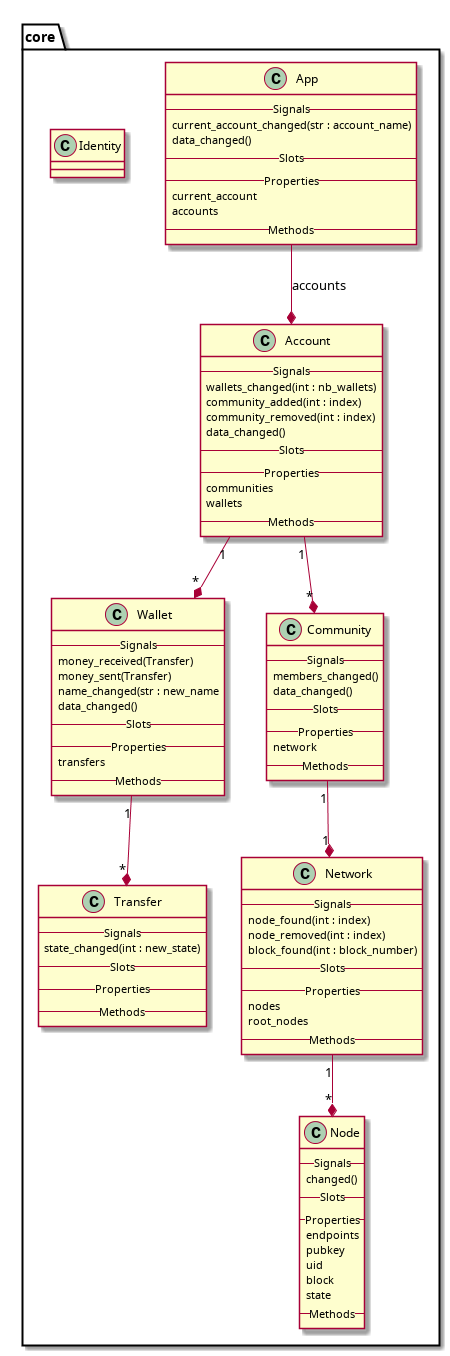 core
C App
Signals
current_account_changed(str : account_name)
data_changed()
Slots
Properties
current_account
accounts
Methods
C Identity
accounts
C Account
Signals
wallets_changed(int : nb_wallets)
community_added(int : index)
community_removed(int : index)
data_changed()
Slots
Properties
communities
wallets
Methods
1
*
1
*
C Wallet
Signals
money_received(Transfer)
money_sent(Transfer)
name_changed(str : new_name
data_changed()
Slots
Properties
transfers
Methods
C Community
Signals
members_changed()
data_changed()
Slots
Properties
network
Methods
1
*
1
1
C Transfer
Signals
state_changed(int : new_state)
Slots
Properties
Methods
C Network
Signals
node_found(int : index)
node_removed(int : index)
block_found(int : block_number)
Slots
Properties
nodes
root_nodes
Methods
1
*
C Node
Signals
changed()
Slots
Properties
endpoints
pubkey
uid
block
state
Methods